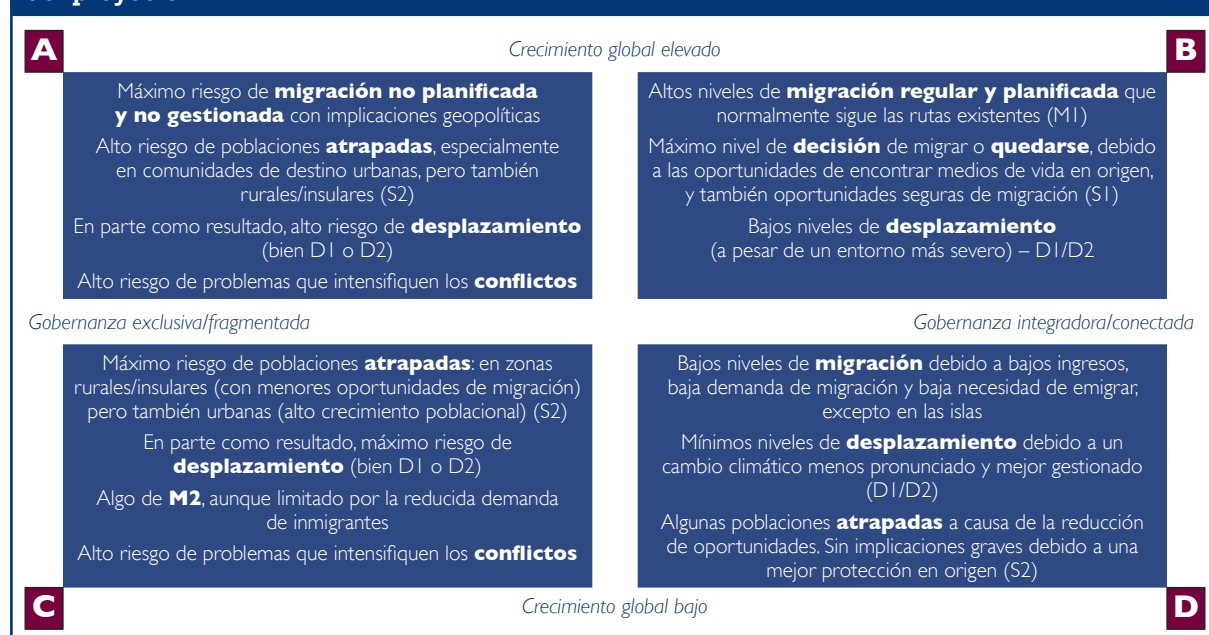 A
Crecimiento global elevado
B
Máximo riesgo de migración no planificada
y no gestionada con implicaciones geopolíticas
Alto riesgo de poblaciones atrapadas, especialmente
en comunidades de destino urbanas, pero también
rurales/insulares (S2)
En parte como resultado, alto riesgo de desplazamiento
(bien D1 o D2)
Alto riesgo de problemas que intensifiquen los conflictos
Altos niveles de migración regular y planificada que
normalmente sigue las rutas existentes (M1)
Máximo nivel de decisión de migrar o quedarse, debido
a las oportunidades de encontrar medios de vida en origen,
y también oportunidades seguras de migración (S1)
Bajos niveles de desplazamiento
(a pesar de un entorno más severo) – D1/D2
Gobernanza exclusiva/fragmentada
Gobernanza integradora/conectada
Máximo riesgo de poblaciones atrapadas: en zonas
rurales/insulares (con menores oportunidades de migración)
pero también urbanas (alto crecimiento poblacional) (S2)
En parte como resultado, máximo riesgo de
desplazamiento (bien D1 o D2)
Algo de M2, aunque limitado por la reducida demanda
de inmigrantes
Alto riesgo de problemas que intensifiquen los conflictos
Bajos niveles de migración debido a bajos ingresos,
baja demanda de migración y baja necesidad de emigrar,
excepto en las islas
Mínimos niveles de desplazamiento debido a un
cambio climático menos pronunciado y mejor gestionado
(D1/D2)
Algunas poblaciones atrapadas a causa de la reducción
de oportunidades. Sin implicaciones graves debido a una
mejor protección en origen (S2)
C
Crecimiento global bajo
D